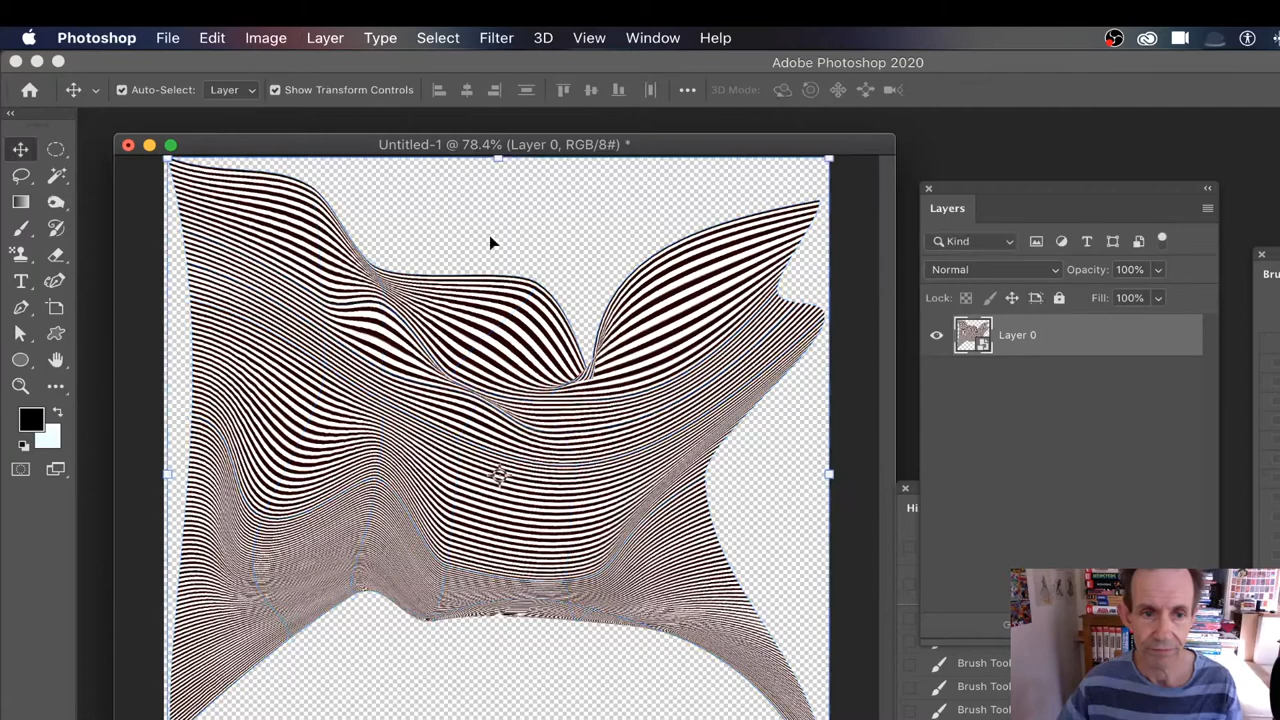 Photoshop File Edit Image Layer Type Select Filter 3D View Window Help
Adobe Photoshop 2020
Auto-Select: Layer Show Transform Controls 3D Mode:
Untitled-1 @ 78.4% (Layer 0, RGB/8#) *
Layers
Kind
Normal Opacity: 100%
Lock: Fill: 100%
Layer 0
Brus
Hi
Brush Tool
Brush Tool
Brush Tool